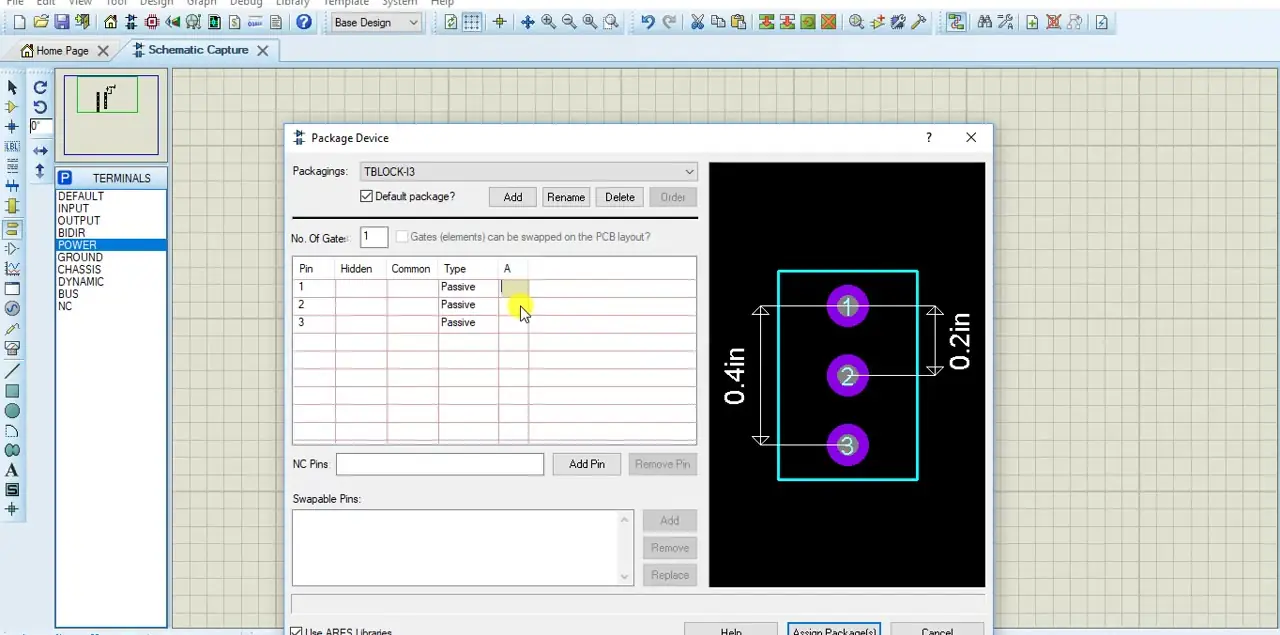 File Edit View Tool Design Graph Debug Library Template System Help
Base Design
Home Page Schematic Capture
0°
LBL
P TERMINALS
DEFAULT
INPUT
OUTPUT
BIDIR
POWER
GROUND
CHASSIS
DYNAMIC
BUS
NC
A
S
Package Device ?
Packagings: TBLOCK-I3
Default package? Add Rename Delete Order
No. Of Gates: 1 Gates (elements) can be swapped on the PCB layout?
Pin Hidden Common Type A
1 Passive
2 Passive
3 Passive
NC Pins Add Pin Remove Pin
Swapable Pins:
Add
Remove
Replace
Use ARES Libraries
Help Assign Package(s) Cancel
1
2
3
0.4in
0.2in